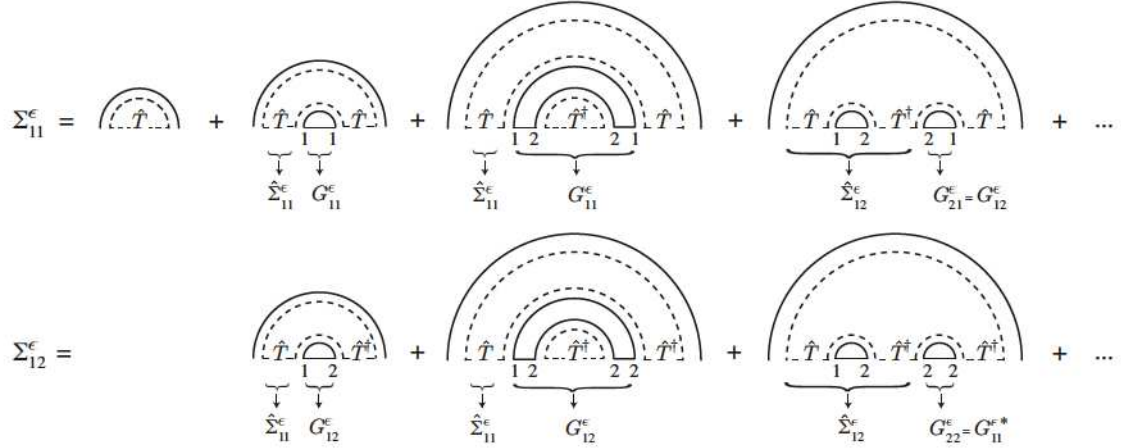 Σ^ϵ_11 = T̂ + T̂ T̂ + T̂ T̂† T̂ + T̂ T̂† T̂ + ...
1 1 1 2 2 1 1 2 2 1
Σ̂^ϵ_11 G^ϵ_11 Σ̂^ϵ_11 G^ϵ_11 Σ̂^ϵ_12 G^ϵ_21 = G^ϵ_12
Σ^ϵ_12 = T̂ T̂† + T̂ T̂† T̂† + T̂ T̂† T̂† + ...
1 2 1 2 2 2 1 2 2 2
Σ̂^ϵ_11 G^ϵ_12 Σ̂^ϵ_11 G^ϵ_12 Σ̂^ϵ_12 G^ϵ_22 = G^ϵ_11*